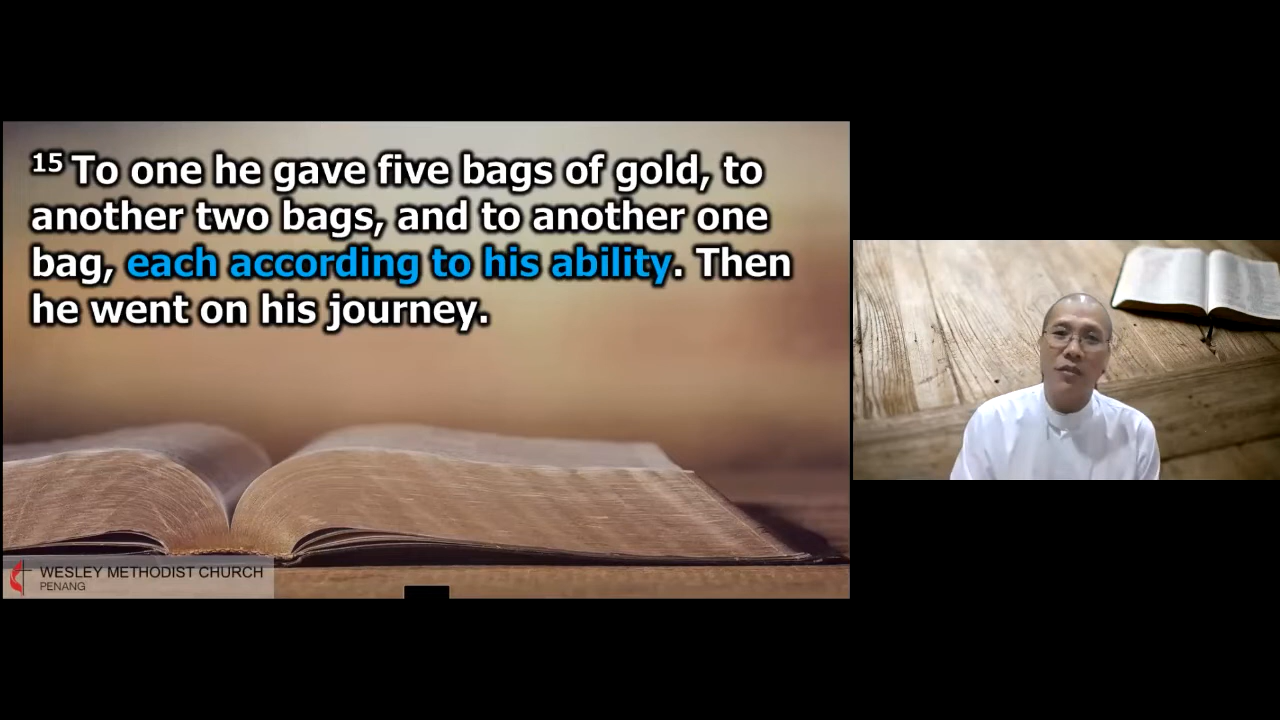 15 To one he gave five bags of gold, to
another two bags, and to another one
bag, each according to his ability. Then
he went on his journey.
WESLEY METHODIST CHURCH
PENANG